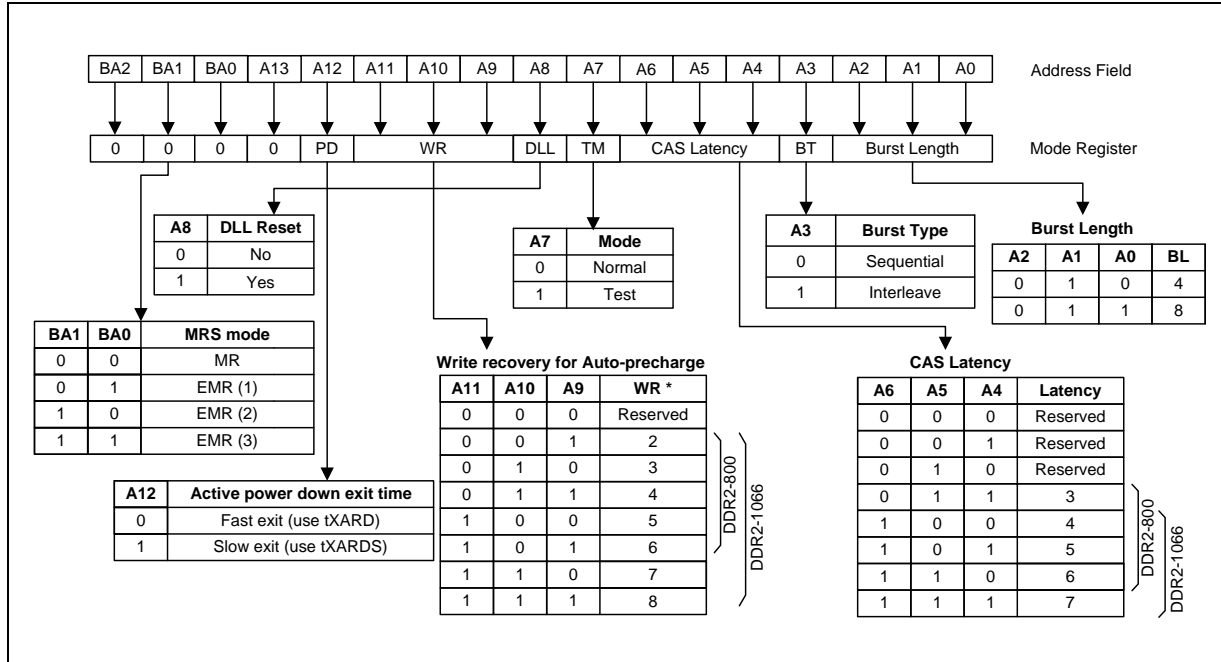 BA2 BA1 BA0 A13 A12 A11 A10 A9 A8 A7 A6 A5 A4 A3 A2 A1 A0 Address Field
0 0 0 0 PD WR DLL TM CAS Latency BT Burst Length Mode Register
A8 DLL Reset
0 No
1 Yes
A7 Mode
0 Normal
1 Test
A3 Burst Type
0 Sequential
1 Interleave
Burst Length
A2 A1 A0 BL
0 1 0 4
0 1 1 8
BA1 BA0 MRS mode
0 0 MR
0 1 EMR (1)
1 0 EMR (2)
1 1 EMR (3)
A12 Active power down exit time
0 Fast exit (use tXARD)
1 Slow exit (use tXARDS)
Write recovery for Auto-precharge
A11 A10 A9 WR *
0 0 0 Reserved
0 0 1 2
0 1 0 3
0 1 1 4
1 0 0 5
1 0 1 6
1 1 0 7
1 1 1 8
DDR2-800
DDR2-1066
CAS Latency
A6 A5 A4 Latency
0 0 0 Reserved
0 0 1 Reserved
0 1 0 Reserved
0 1 1 3
1 0 0 4
1 0 1 5
1 1 0 6
1 1 1 7
DDR2-800
DDR2-1066